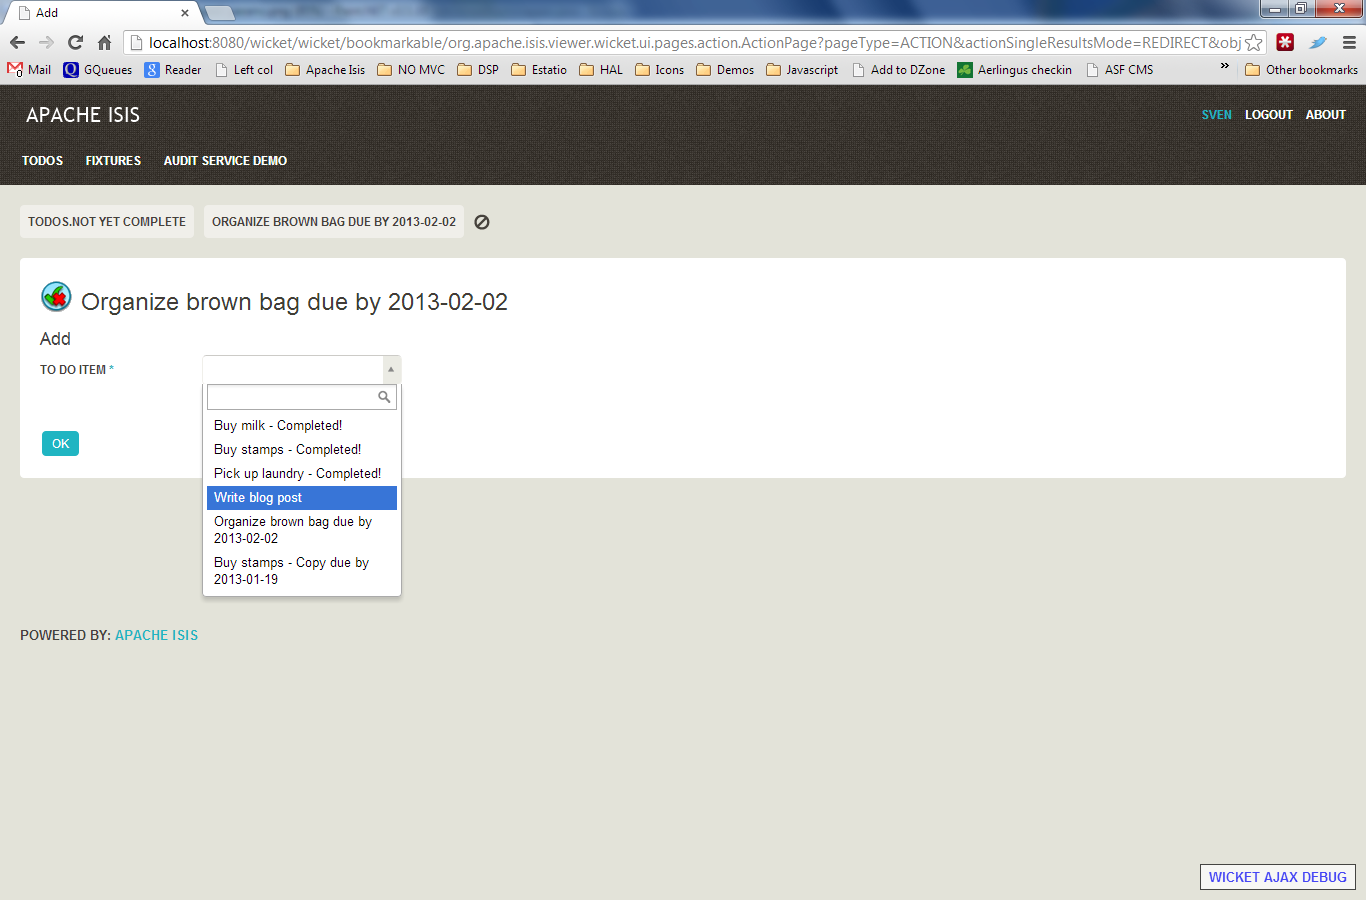 Add
localhost:8080/wicket/wicket/bookmarkable/org.apache.isis.viewer.wicket.ui.pages.action.ActionPage?pageType=ACTION&actionSingleResultsMode=REDIRECT&obj
Mail GQueues Reader Left col Apache Isis NO MVC DSP Estatio HAL Icons Demos Javascript Add to DZone Aerlingus checkin ASF CMS » Other bookmarks
APACHE ISIS
SVEN LOGOUT ABOUT
TODOS FIXTURES AUDIT SERVICE DEMO
TODOS.NOT YET COMPLETE ORGANIZE BROWN BAG DUE BY 2013-02-02
Organize brown bag due by 2013-02-02
Add
TO DO ITEM *
Buy milk - Completed!
Buy stamps - Completed!
OK
Pick up laundry - Completed!
Write blog post
Organize brown bag due by
2013-02-02
Buy stamps - Copy due by
2013-01-19
POWERED BY: APACHE ISIS
WICKET AJAX DEBUG